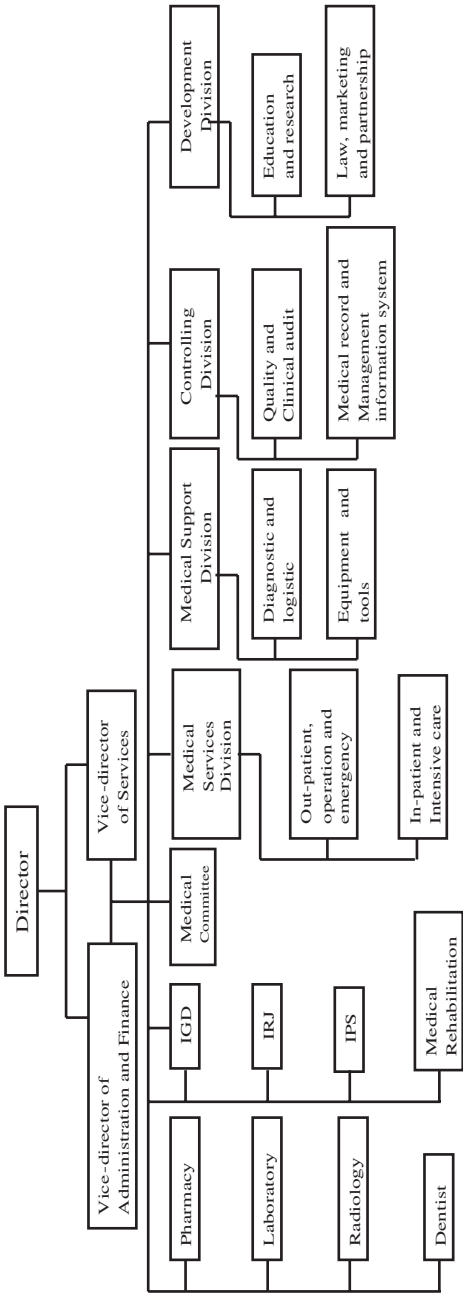 Director
Vice-director of
Administration and Finance
Vice-director
of Services
Pharmacy
Laboratory
Radiology
Dentist
IGD
IRJ
IPS
Medical
Rehabilitation
Medical
Committee
Medical
Services
Division
Out-patient,
operation and
emergency
In-patient and
Intensive care
Medical Support
Division
Diagnostic and
logistic
Equipment and
tools
Controlling
Division
Quality and
Clinical audit
Medical record and
Management
information system
Development
Division
Education
and research
Law, marketing
and partnership